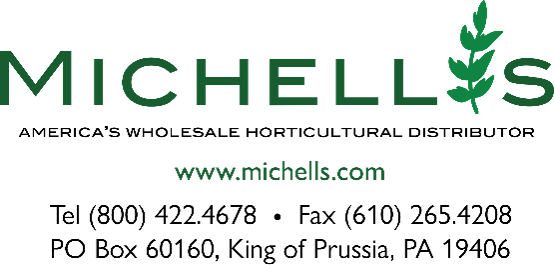 MICHELL'S
AMERICA'S WHOLESALE HORTICULTURAL DISTRIBUTOR
www.michells.com
Tel (800) 422.4678 • Fax (610) 265.4208
PO Box 60160, King of Prussia, PA 19406